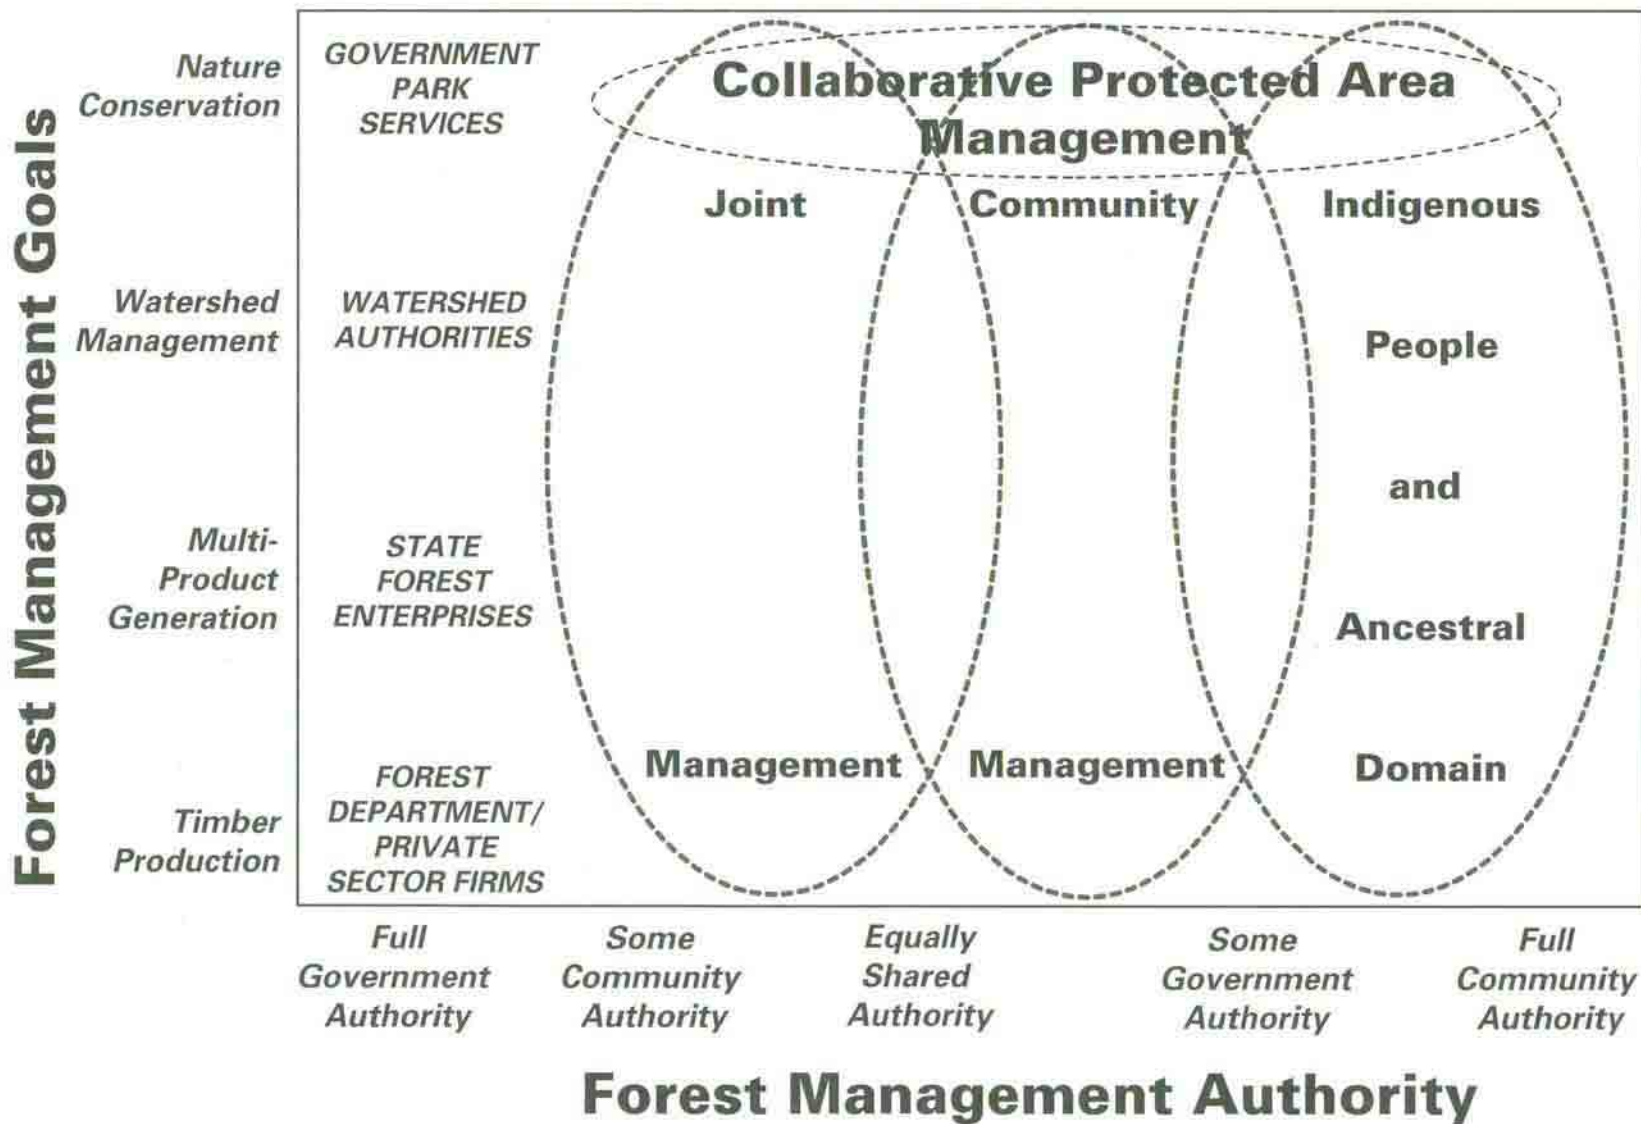 Forest Management Goals
Nature
Conservation
Watershed
Management
Multi-
Product
Generation
Timber
Production
GOVERNMENT
PARK
SERVICES
WATERSHED
AUTHORITIES
STATE
FOREST
ENTERPRISES
FOREST
DEPARTMENT/
PRIVATE
SECTOR FIRMS
Collaborative Protected Area
Management
Joint
Management
Community
Management
Indigenous
People
and
Ancestral
Domain
Full
Government
Authority
Some
Community
Authority
Equally
Shared
Authority
Some
Government
Authority
Full
Community
Authority
Forest Management Authority